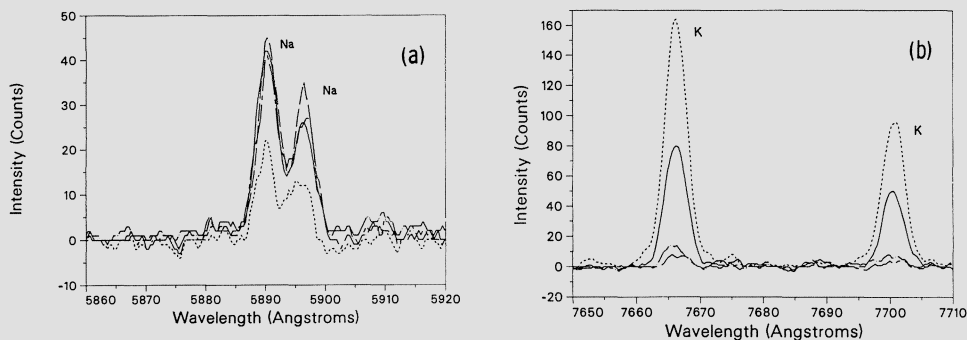 50
40
30
20
10
0
-10
5860 5870 5880 5890 5900 5910 5920
Wavelength (Angstroms)
Intensity (Counts)
Na
Na
(a)
160
140
120
100
80
60
40
20
0
-20
7650 7660 7670 7680 7690 7700 7710
Wavelength (Angstroms)
Intensity (Counts)
K
K
(b)